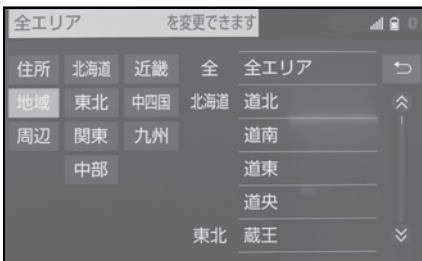 全エリア を変更できます
住所 北海道 近畿 全 全エリア
地域 東北 中四国 北海道 道北
周辺 関東 九州 道南
中部 道東
道央
東北 蔵王